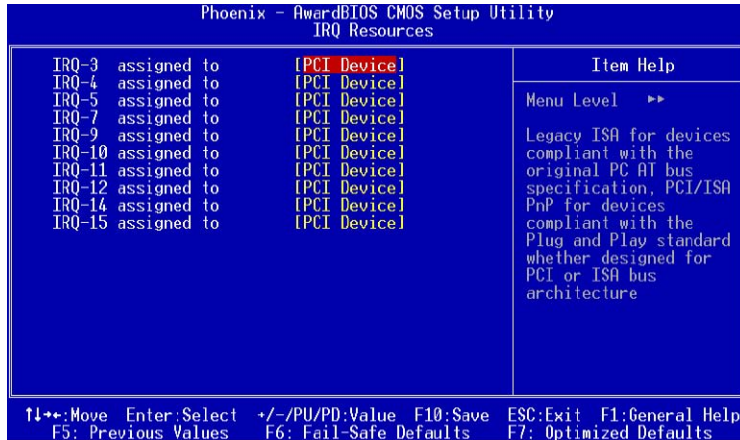 Phoenix - AwardBIOS CMOS Setup Utility
IRQ Resources
IRQ-3 assigned to [PCI Device]
IRQ-4 assigned to [PCI Device]
IRQ-5 assigned to [PCI Device]
IRQ-7 assigned to [PCI Device]
IRQ-9 assigned to [PCI Device]
IRQ-10 assigned to [PCI Device]
IRQ-11 assigned to [PCI Device]
IRQ-12 assigned to [PCI Device]
IRQ-14 assigned to [PCI Device]
IRQ-15 assigned to [PCI Device]
Item Help
Menu Level ▸▸
Legacy ISA for devices
compliant with the
original PC AT bus
specification, PCI/ISA
PnP for devices
compliant with the
Plug and Play standard
whether designed for
PCI or ISA bus
architecture
↑↓→←:Move Enter:Select +/-/PU/PD:Value F10:Save ESC:Exit F1:General Help
F5: Previous Values F6: Fail-Safe Defaults F7: Optimized Defaults